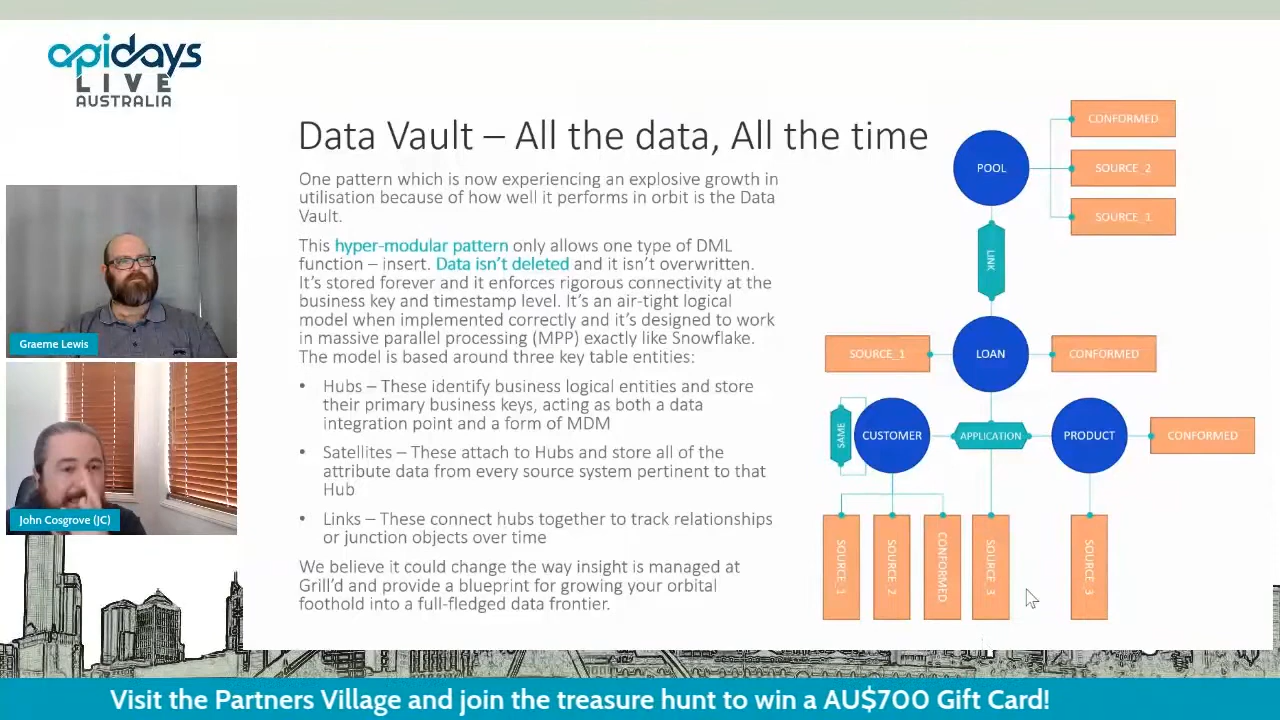 apidays
LIVE
AUSTRALIA
Data Vault – All the data, All the time
One pattern which is now experiencing an explosive growth in
utilisation because of how well it performs in orbit is the Data
Vault.
This hyper-modular pattern only allows one type of DML
function – insert. Data isn't deleted and it isn't overwritten.
It's stored forever and it enforces rigorous connectivity at the
business key and timestamp level. It's an air-tight logical
model when implemented correctly and it's designed to work
in massive parallel processing (MPP) exactly like Snowflake.
The model is based around three key table entities:
• Hubs – These identify business logical entities and store
their primary business keys, acting as both a data
integration point and a form of MDM
• Satellites – These attach to Hubs and store all of the
attribute data from every source system pertinent to that
Hub
• Links – These connect hubs together to track relationships
or junction objects over time
We believe it could change the way insight is managed at
Grill'd and provide a blueprint for growing your orbital
foothold into a full-fledged data frontier.
POOL
CONFORMED
SOURCE_2
SOURCE_1
LINK
SOURCE_1
LOAN
CONFORMED
SAME
CUSTOMER
APPLICATION
PRODUCT
CONFORMED
SOURCE_1
SOURCE_2
CONFORMED
SOURCE_3
SOURCE_3
Graeme Lewis
John Cosgrove (JC)
Visit the Partners Village and join the treasure hunt to win a AU$700 Gift Card!